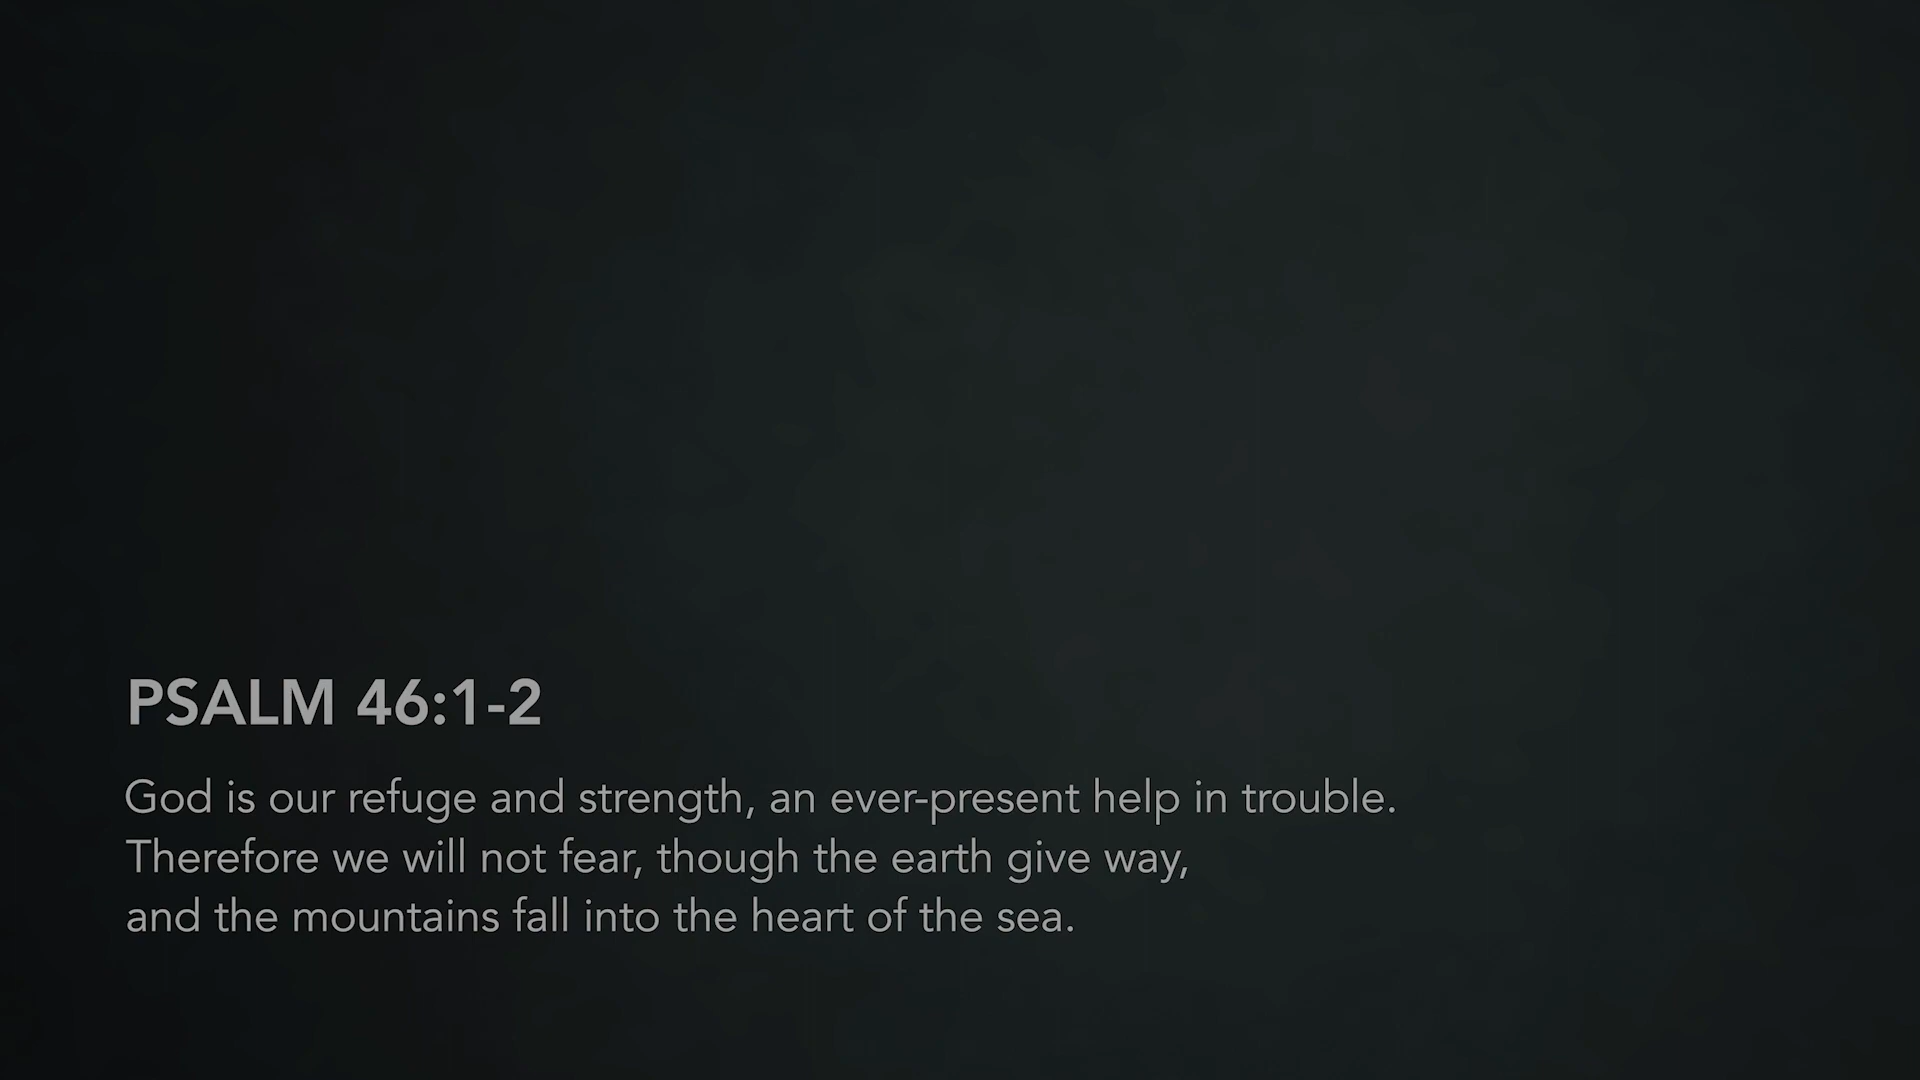 PSALM 46:1-2
God is our refuge and strength, an ever-present help in trouble.
Therefore we will not fear, though the earth give way,
and the mountains fall into the heart of the sea.